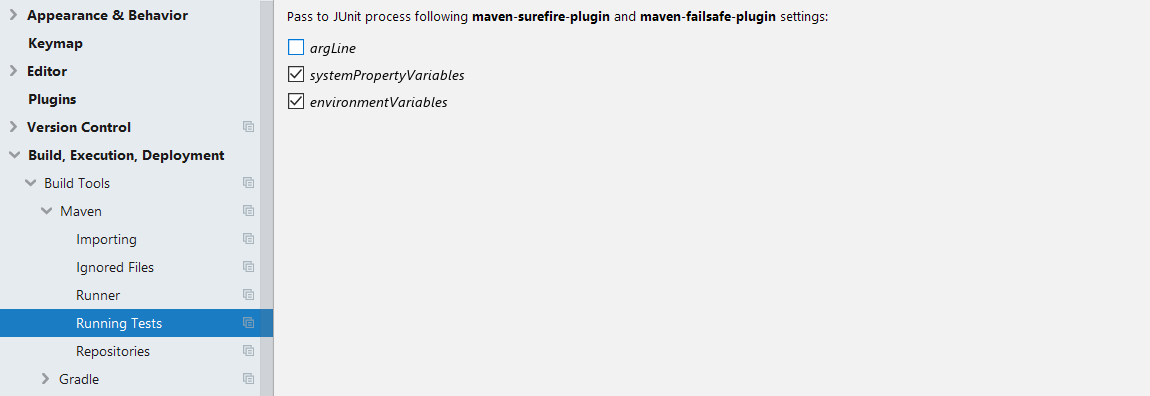 Appearance & Behavior
Keymap
Editor
Plugins
Version Control
Build, Execution, Deployment
Build Tools
Maven
Importing
Ignored Files
Runner
Running Tests
Repositories
Gradle
Pass to JUnit process following maven-surefire-plugin and maven-failsafe-plugin settings:
argLine
systemPropertyVariables
environmentVariables